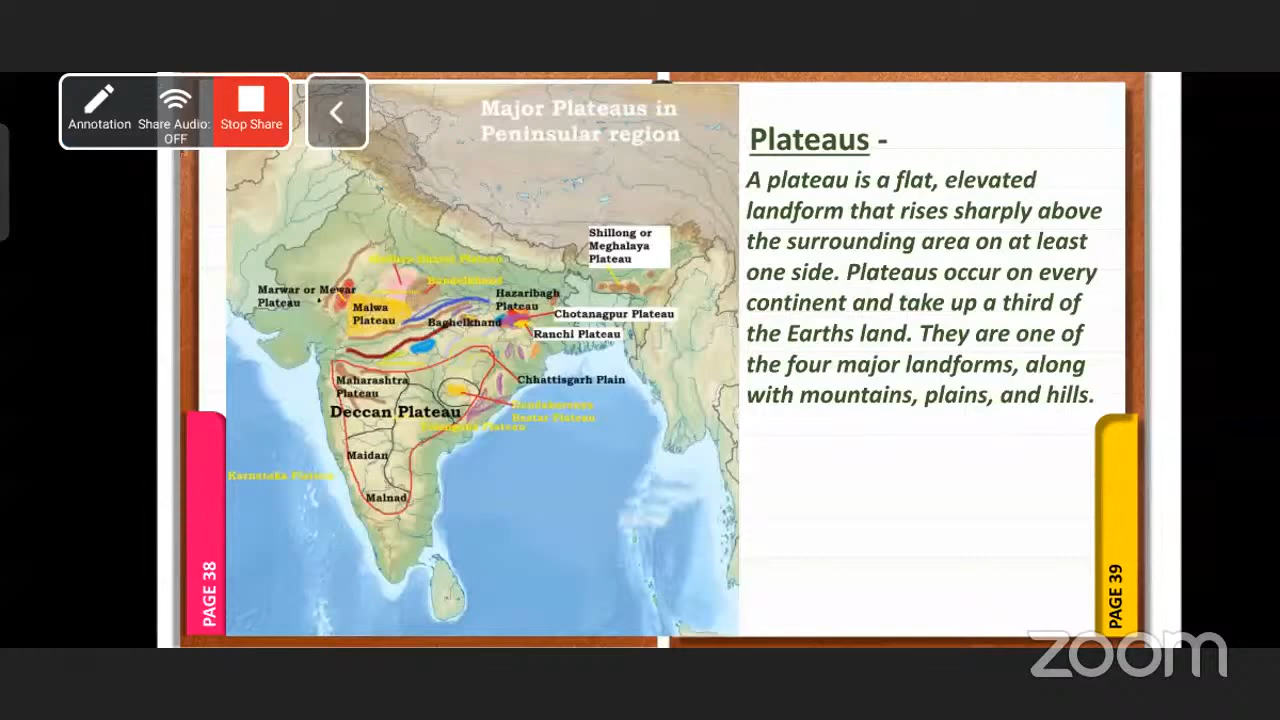 Annotation
Share Audio:
OFF
Stop Share
Major Plateaus in
Peninsular region
Shillong or
Meghalaya
Plateau
Bundelkhand
Marwar or Mewar
Plateau
Malwa
Plateau
Hazaribagh
Plateau
Chotanagpur Plateau
Baghelkhand
Ranchi Plateau
Maharashtra
Plateau
Chhattisgarh Plain
Deccan Plateau
Bastar Plateau
Maidan
Karnataka Plateau
Malnad
PAGE 38
Plateaus -
A plateau is a flat, elevated
landform that rises sharply above
the surrounding area on at least
one side. Plateaus occur on every
continent and take up a third of
the Earths land. They are one of
the four major landforms, along
with mountains, plains, and hills.
PAGE 39
zoom